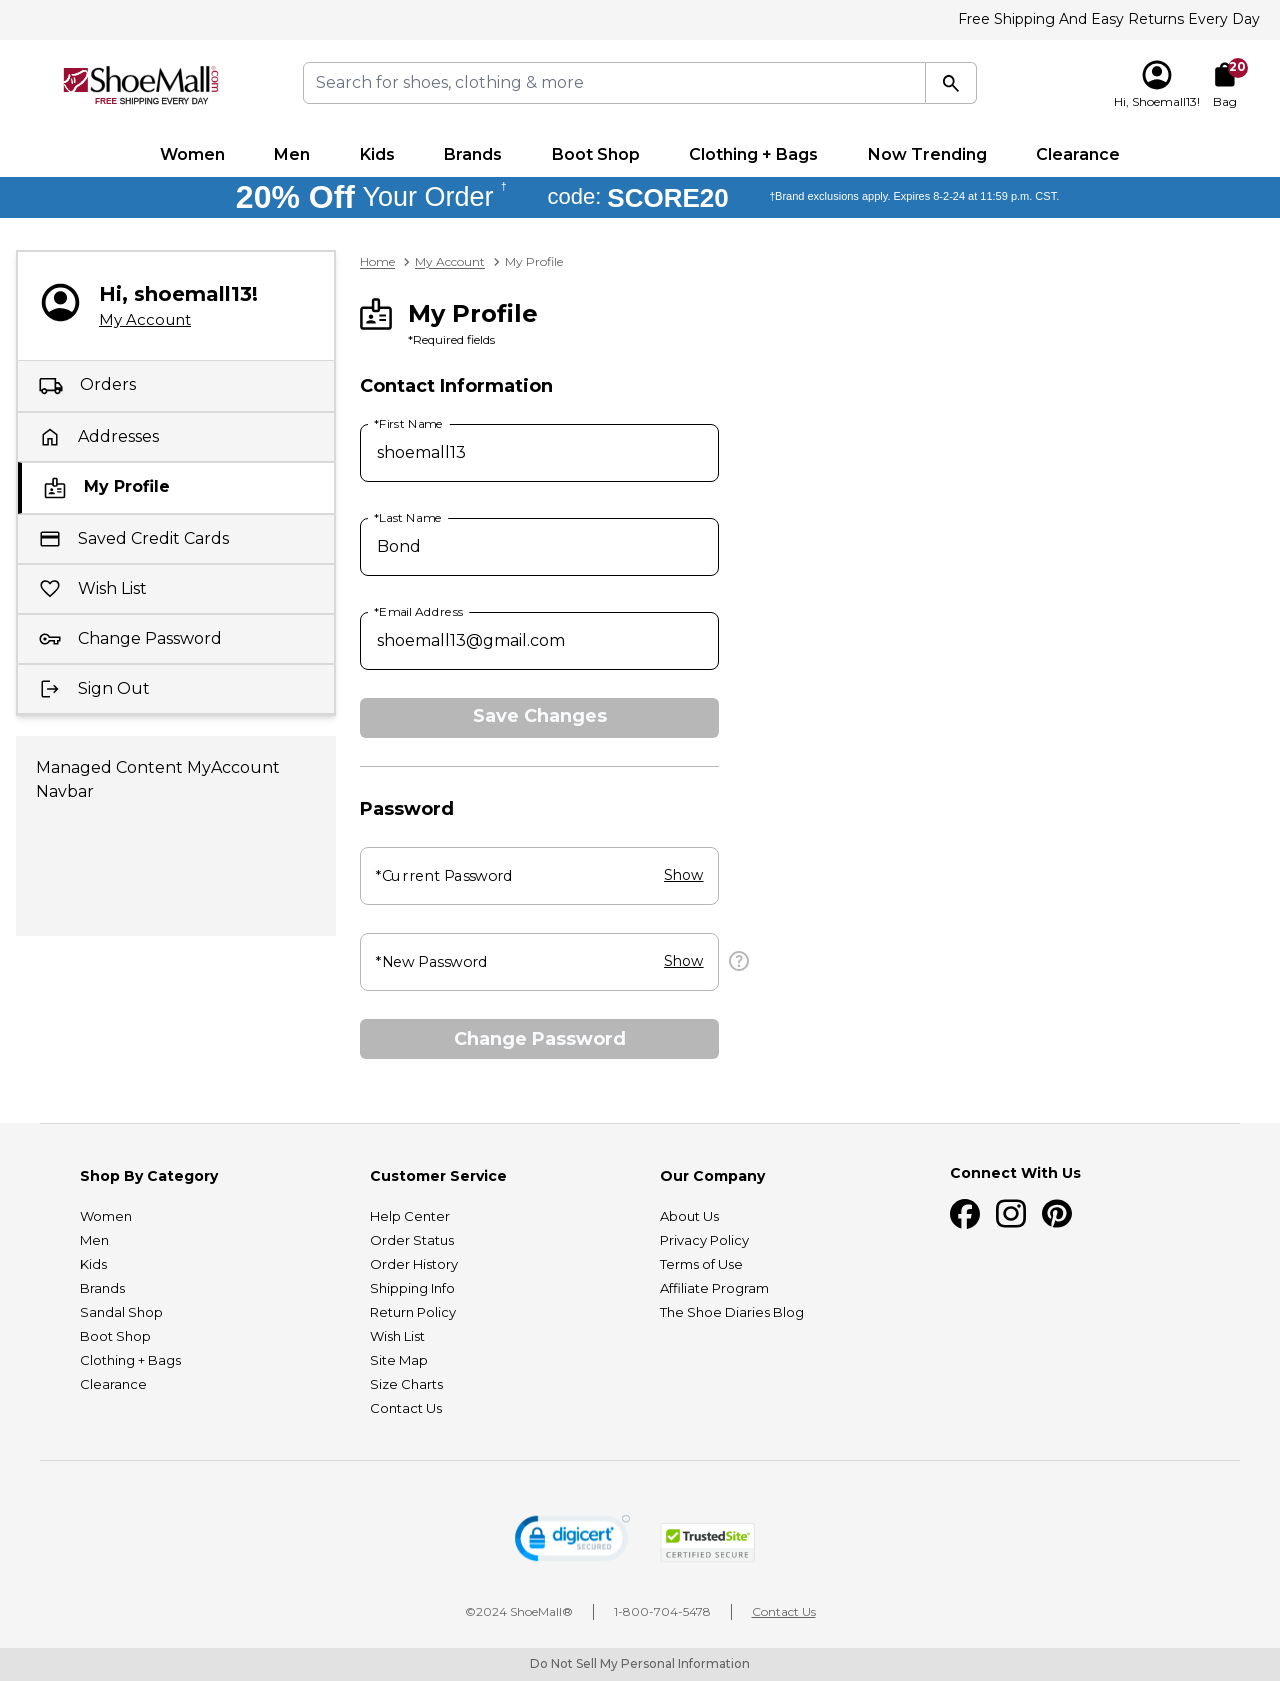 Free Shipping And Easy Returns Every Day
ShoeMall.com
FREE SHIPPING EVERY DAY
Search for shoes, clothing & more
Hi, Shoemall13!
20
Bag
Women Men Kids Brands Boot Shop Clothing + Bags Now Trending Clearance
20% Off Your Order † code: SCORE20 †Brand exclusions apply. Expires 8-2-24 at 11:59 p.m. CST.
Hi, shoemall13!
My Account
Orders
Addresses
My Profile
Saved Credit Cards
Wish List
Change Password
Sign Out
Managed Content MyAccount
Navbar
Home > My Account > My Profile
My Profile
*Required fields
Contact Information
*First Name
shoemall13
*Last Name
Bond
*Email Address
shoemall13@gmail.com
Save Changes
Password
*Current Password Show
*New Password Show ?
Change Password
Shop By Category
Women
Men
Kids
Brands
Sandal Shop
Boot Shop
Clothing + Bags
Clearance
Customer Service
Help Center
Order Status
Order History
Shipping Info
Return Policy
Wish List
Site Map
Size Charts
Contact Us
Our Company
About Us
Privacy Policy
Terms of Use
Affiliate Program
The Shoe Diaries Blog
Connect With Us
digicert
SECURED
TrustedSite
CERTIFIED SECURE
©2024 ShoeMall® | 1-800-704-5478 | Contact Us
Do Not Sell My Personal Information